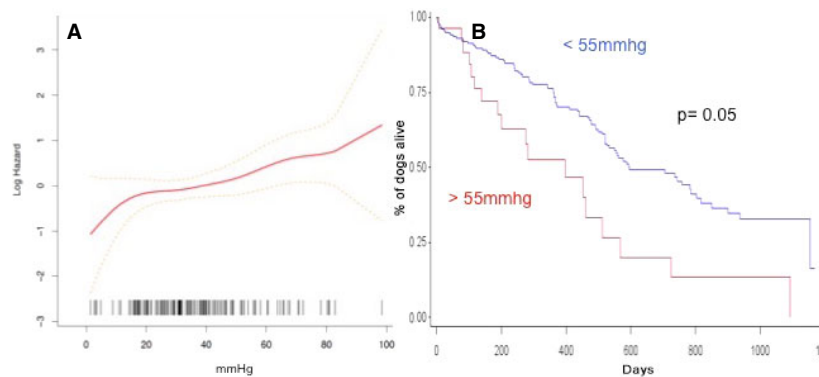 A
Log Hazard
3
2
1
0
−1
−2
−3
0 20 40 60 80 100
mmHg
B
< 55mmhg
p= 0.05
> 55mmhg
% of dogs alive
1.00
0.75
0.50
0.25
0.00
0 200 400 600 800 1000
Days